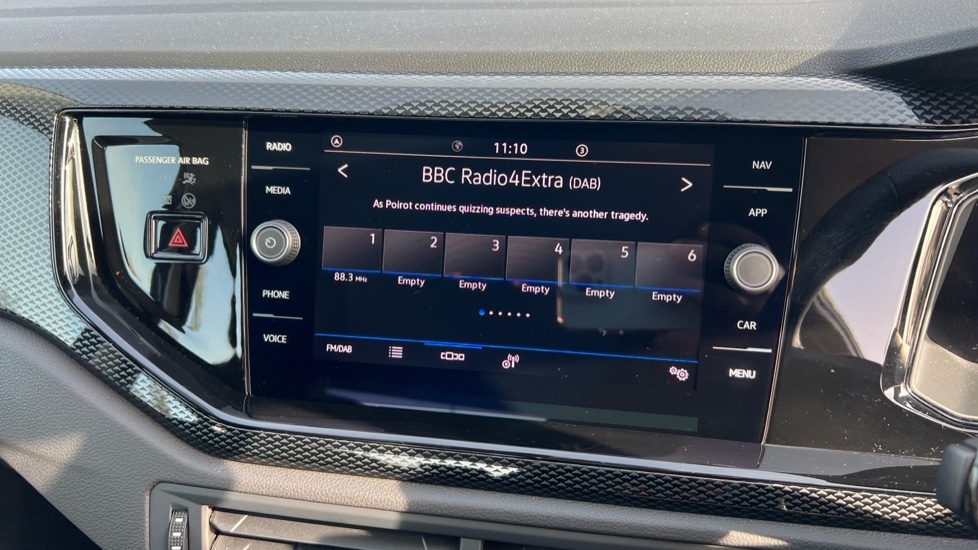 PASSENGER AIR BAG
RADIO
MEDIA
PHONE
VOICE
11:10
3
BBC Radio4Extra (DAB)
As Poirot continues quizzing suspects, there's another tragedy.
1 2 3 4 5 6
88.3 MHz Empty Empty Empty Empty Empty
FM/DAB
NAV
APP
CAR
MENU